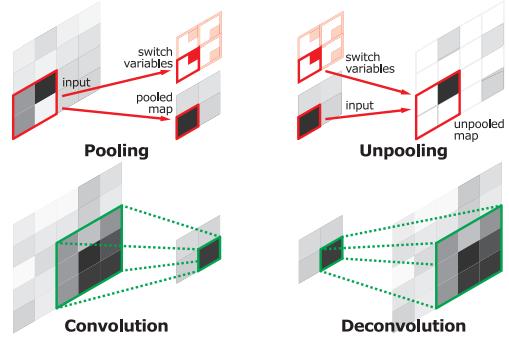 switch
variables
input
pooled
map
Pooling
switch
variables
input
unpooled
map
Unpooling
Convolution
Deconvolution